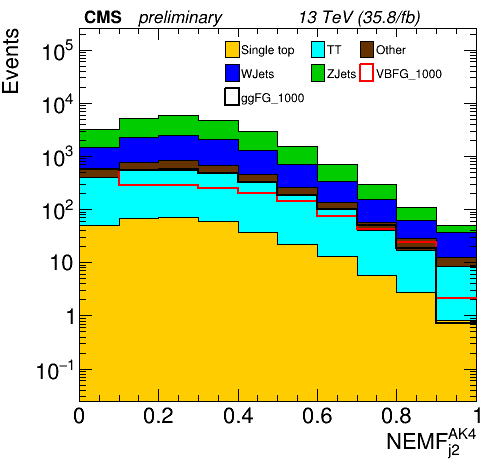 CMS preliminary 13 TeV (35.8/fb)
Events
Single top TT Other
WJets ZJets VBFG_1000
ggFG_1000
10^5
10^4
10^3
10^2
10
1
10^−1
0 0.2 0.4 0.6 0.8 1
NEMF^AK4_j2